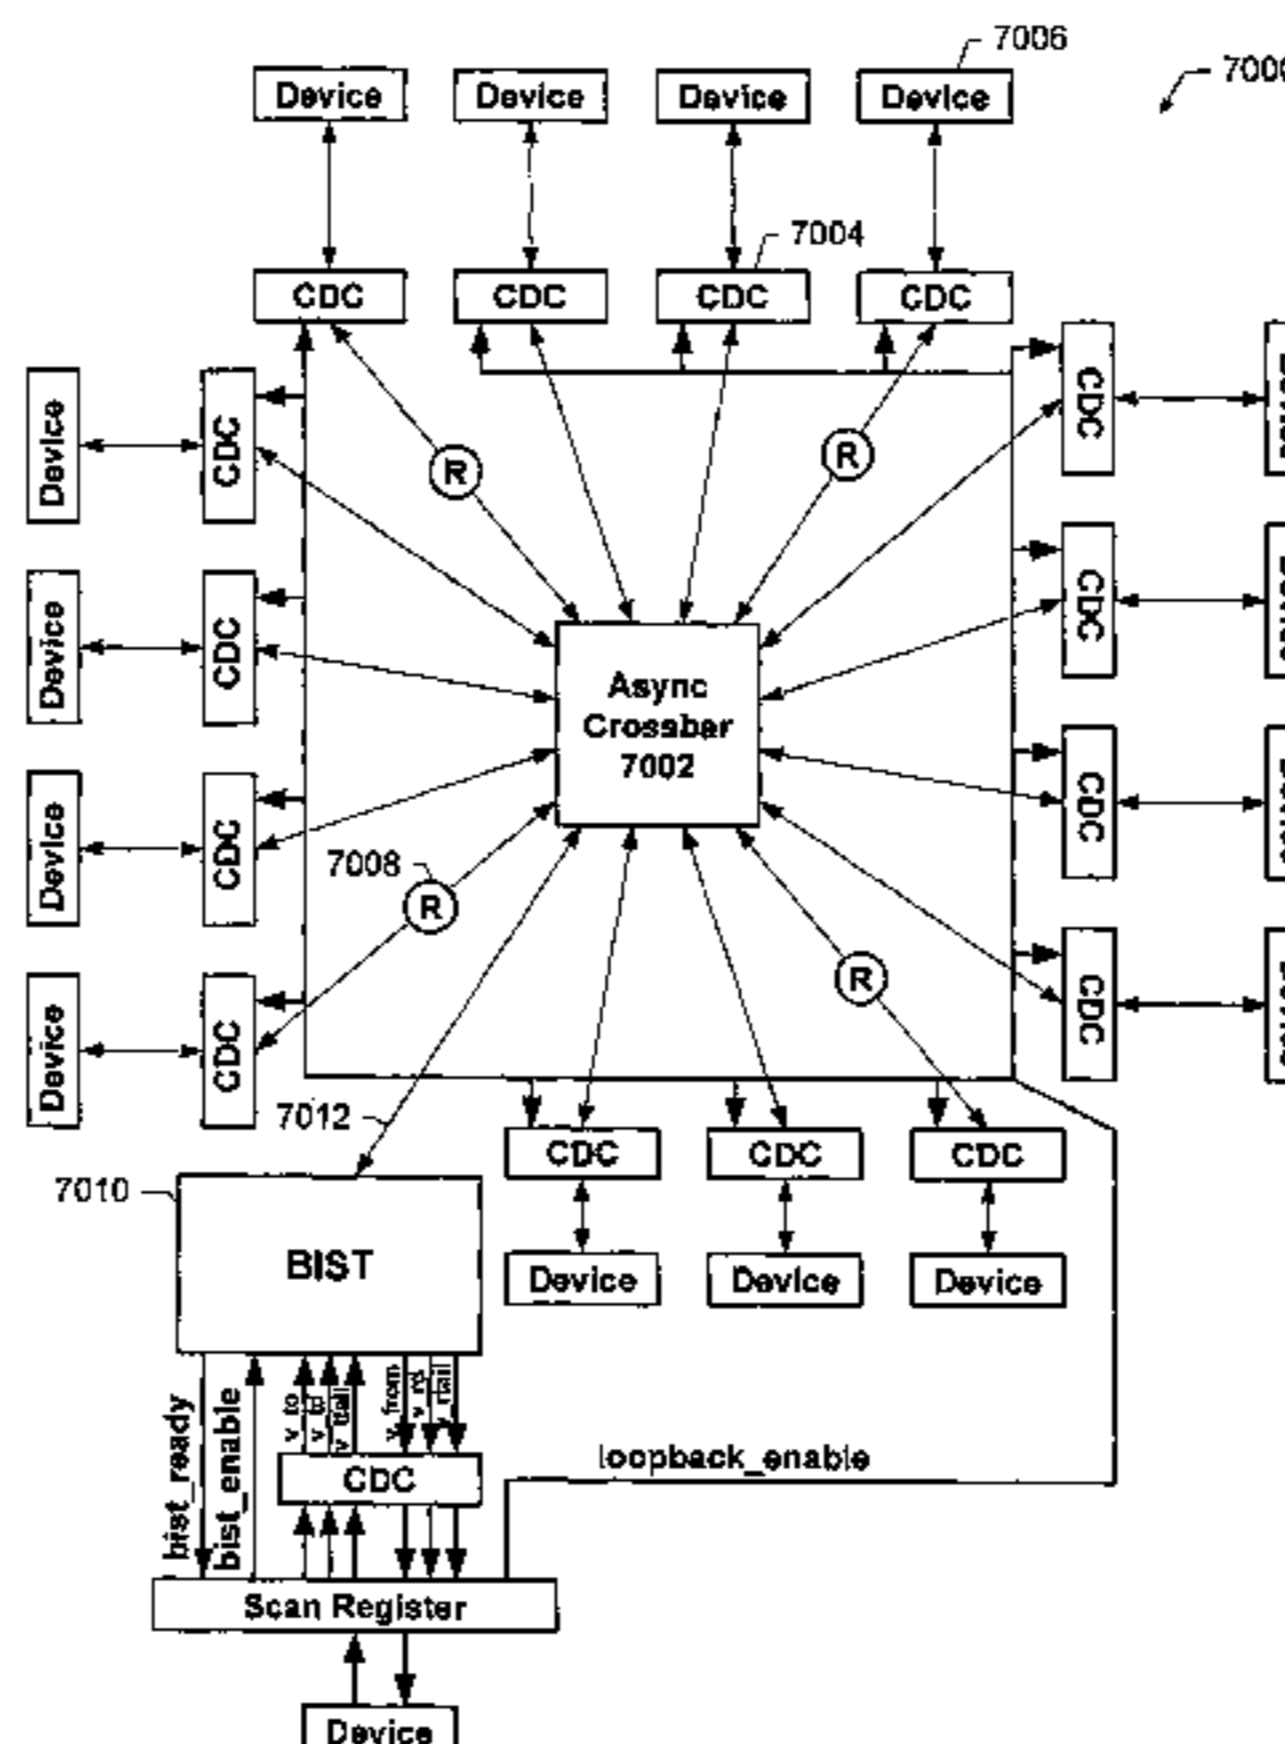 7006
7000
Device Device Device Device
7004
CDC CDC CDC CDC
Device CDC CDC
R R
Device CDC CDC
Async
Crossbar
7002
Device CDC CDC
7008
R
R
Device CDC CDC
7012
CDC CDC CDC
7010
BIST
Device Device Device
bist_ready
bist_enable
v_to
v_ttail
v_from
v_rd
loopback_enable
CDC
Scan Register
Device